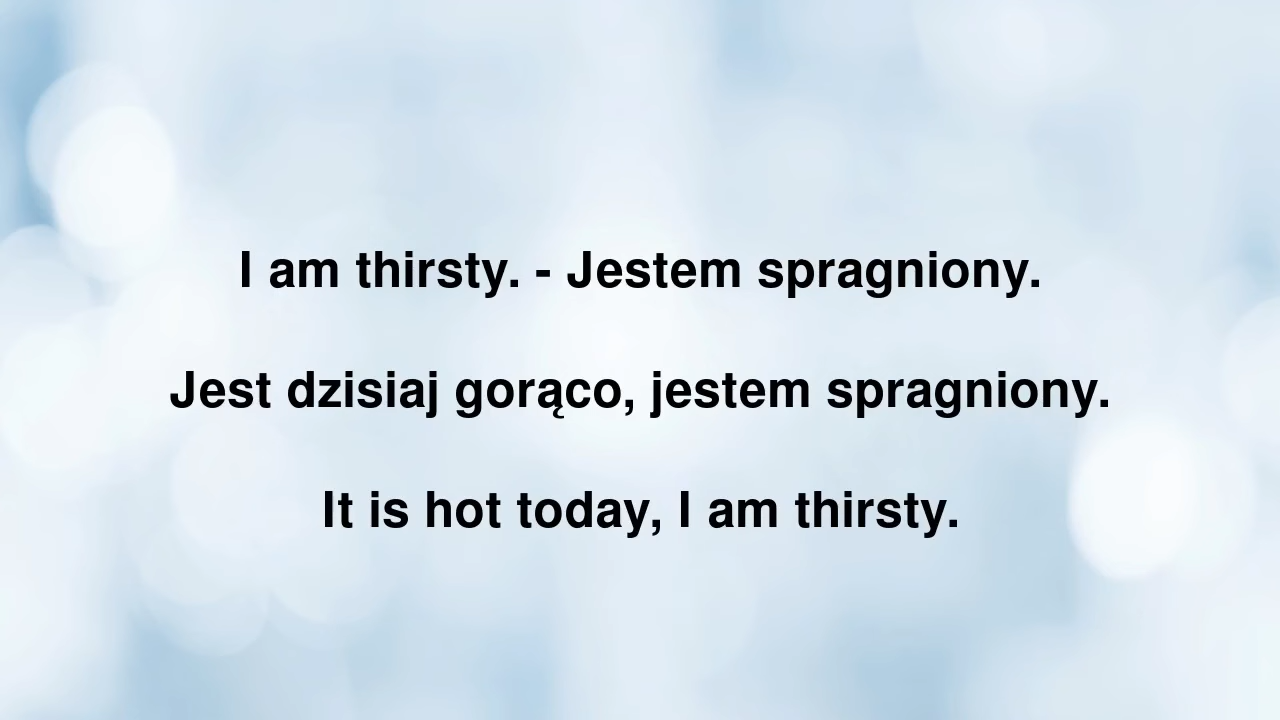 I am thirsty. - Jestem spragniony.
Jest dzisiaj gorąco, jestem spragniony.
It is hot today, I am thirsty.